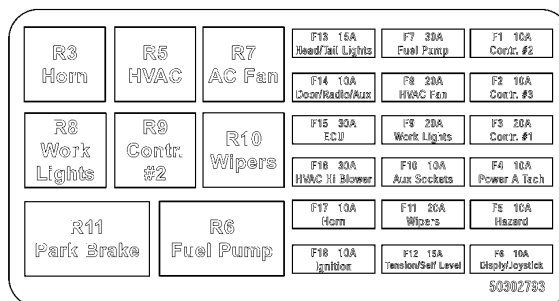 R3
Horn
R5
HVAC
R7
AC Fan
R8
Work
Lights
R9
Contr.
#2
R10
Wipers
R11
Park Brake
R6
Fuel Pump
F13 15A
Head/Tail Lights
F7 30A
Fuel Pump
F1 10A
Contr. #2
F14 10A
Door/Radio/Aux
F8 20A
HVAC Fan
F2 10A
Contr. #3
F15 30A
ECU
F9 20A
Work Lights
F3 20A
Contr. #1
F16 30A
HVAC Hi Blower
F10 10A
Aux Sockets
F4 10A
Power A Tach
F17 10A
Horn
F11 20A
Wipers
F5 10A
Hazard
F18 10A
Ignition
F12 15A
Tension/Self Level
F6 10A
Disply/Joystick
50302793